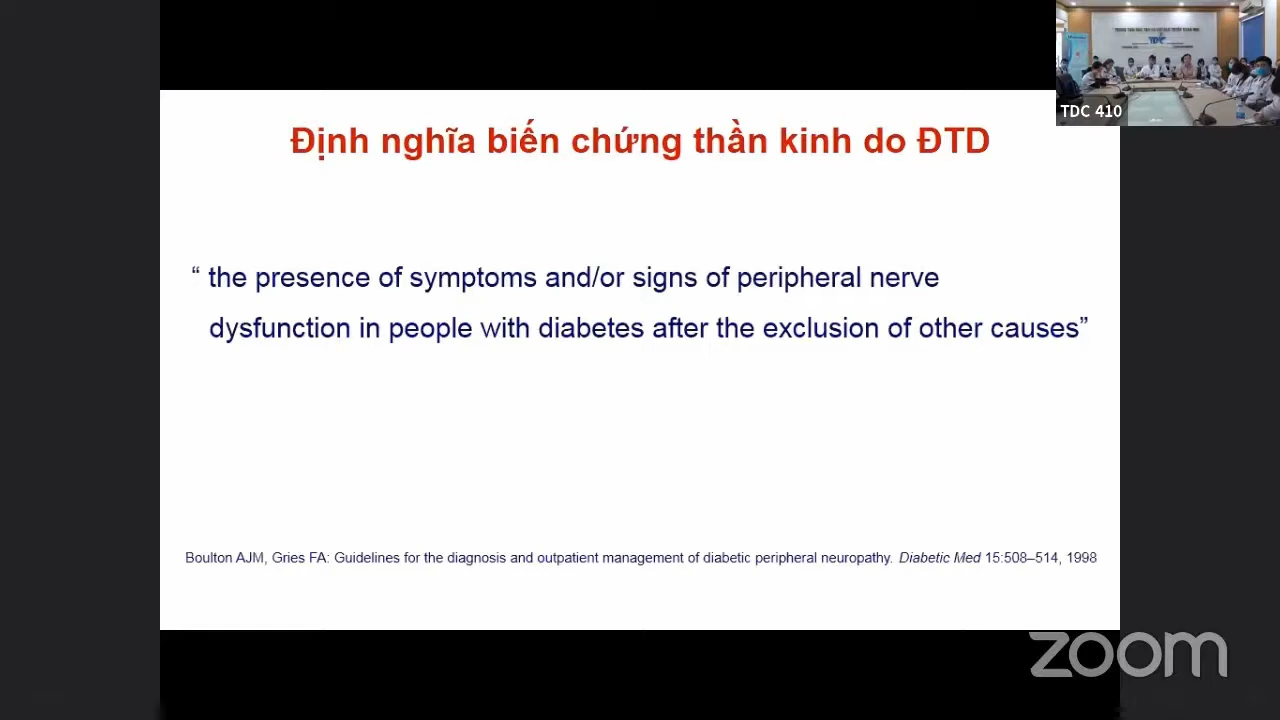 Định nghĩa biến chứng thần kinh do ĐTD
“ the presence of symptoms and/or signs of peripheral nerve
dysfunction in people with diabetes after the exclusion of other causes”
Boulton AJM, Gries FA: Guidelines for the diagnosis and outpatient management of diabetic peripheral neuropathy. Diabetic Med 15:508–514, 1998
TDC
TDC 410
zoom